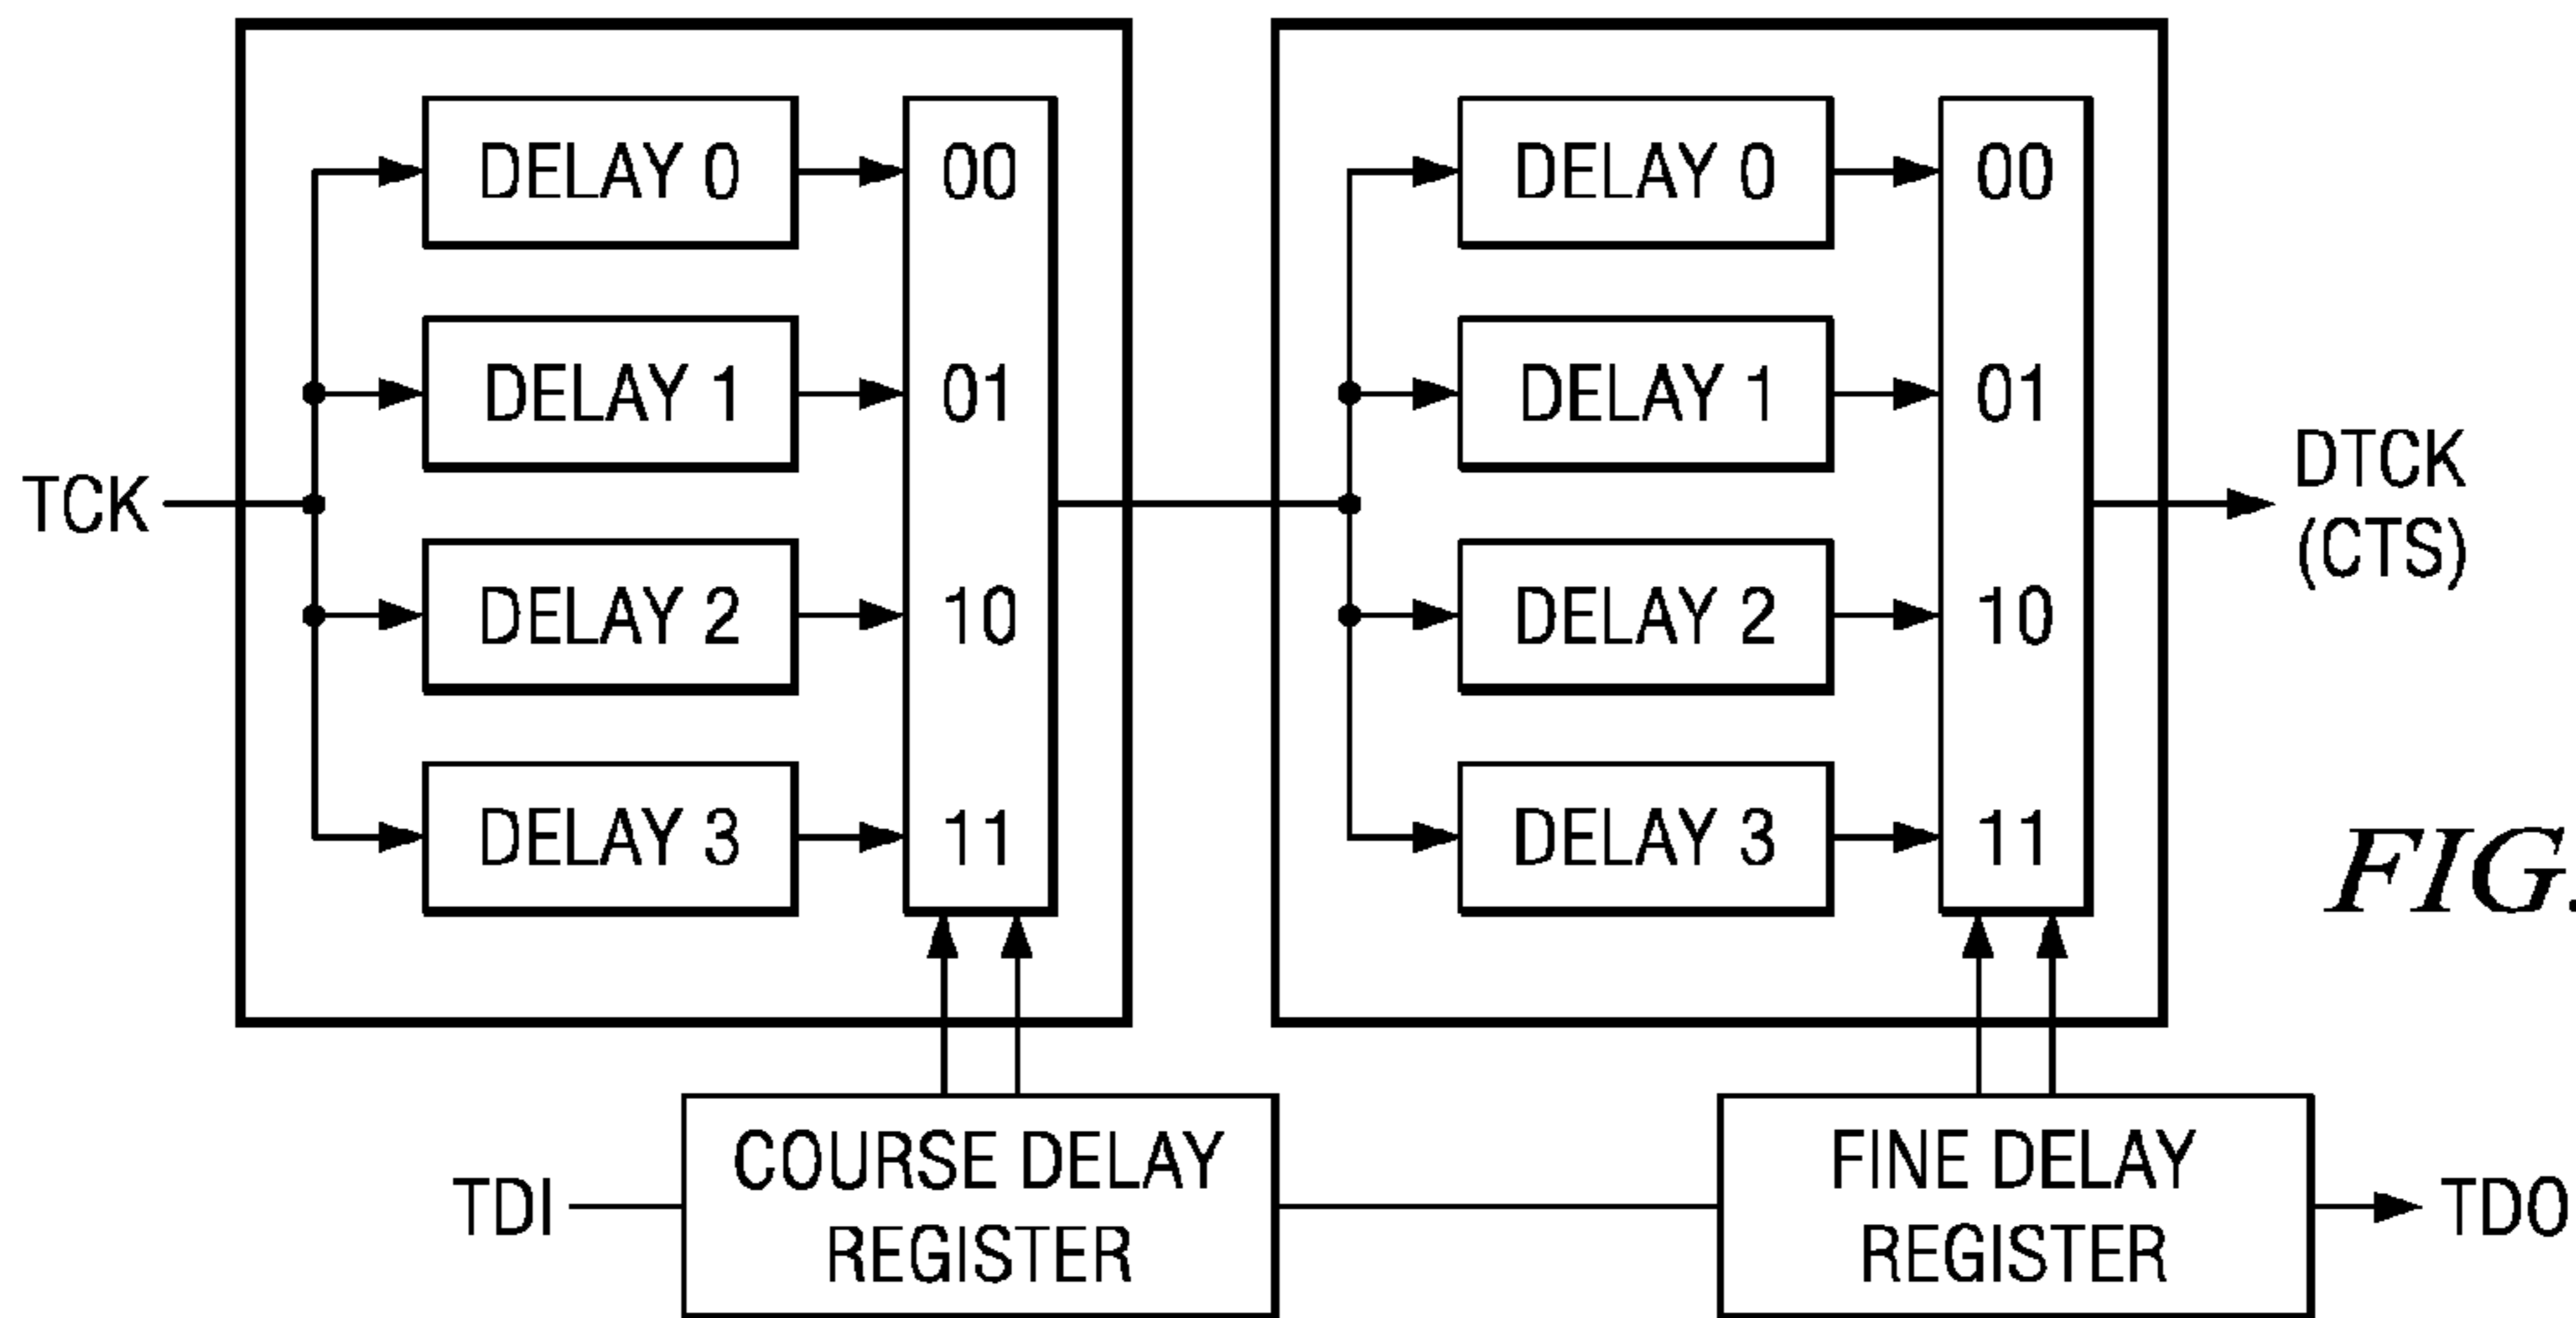 DELAY 0
00
DELAY 1
01
TCK
DELAY 2
10
DELAY 3
11
DELAY 0
00
DELAY 1
01
DELAY 2
10
DELAY 3
11
DTCK
(CTS)
FIG.
TDI
COURSE DELAY
REGISTER
FINE DELAY
REGISTER
TDO